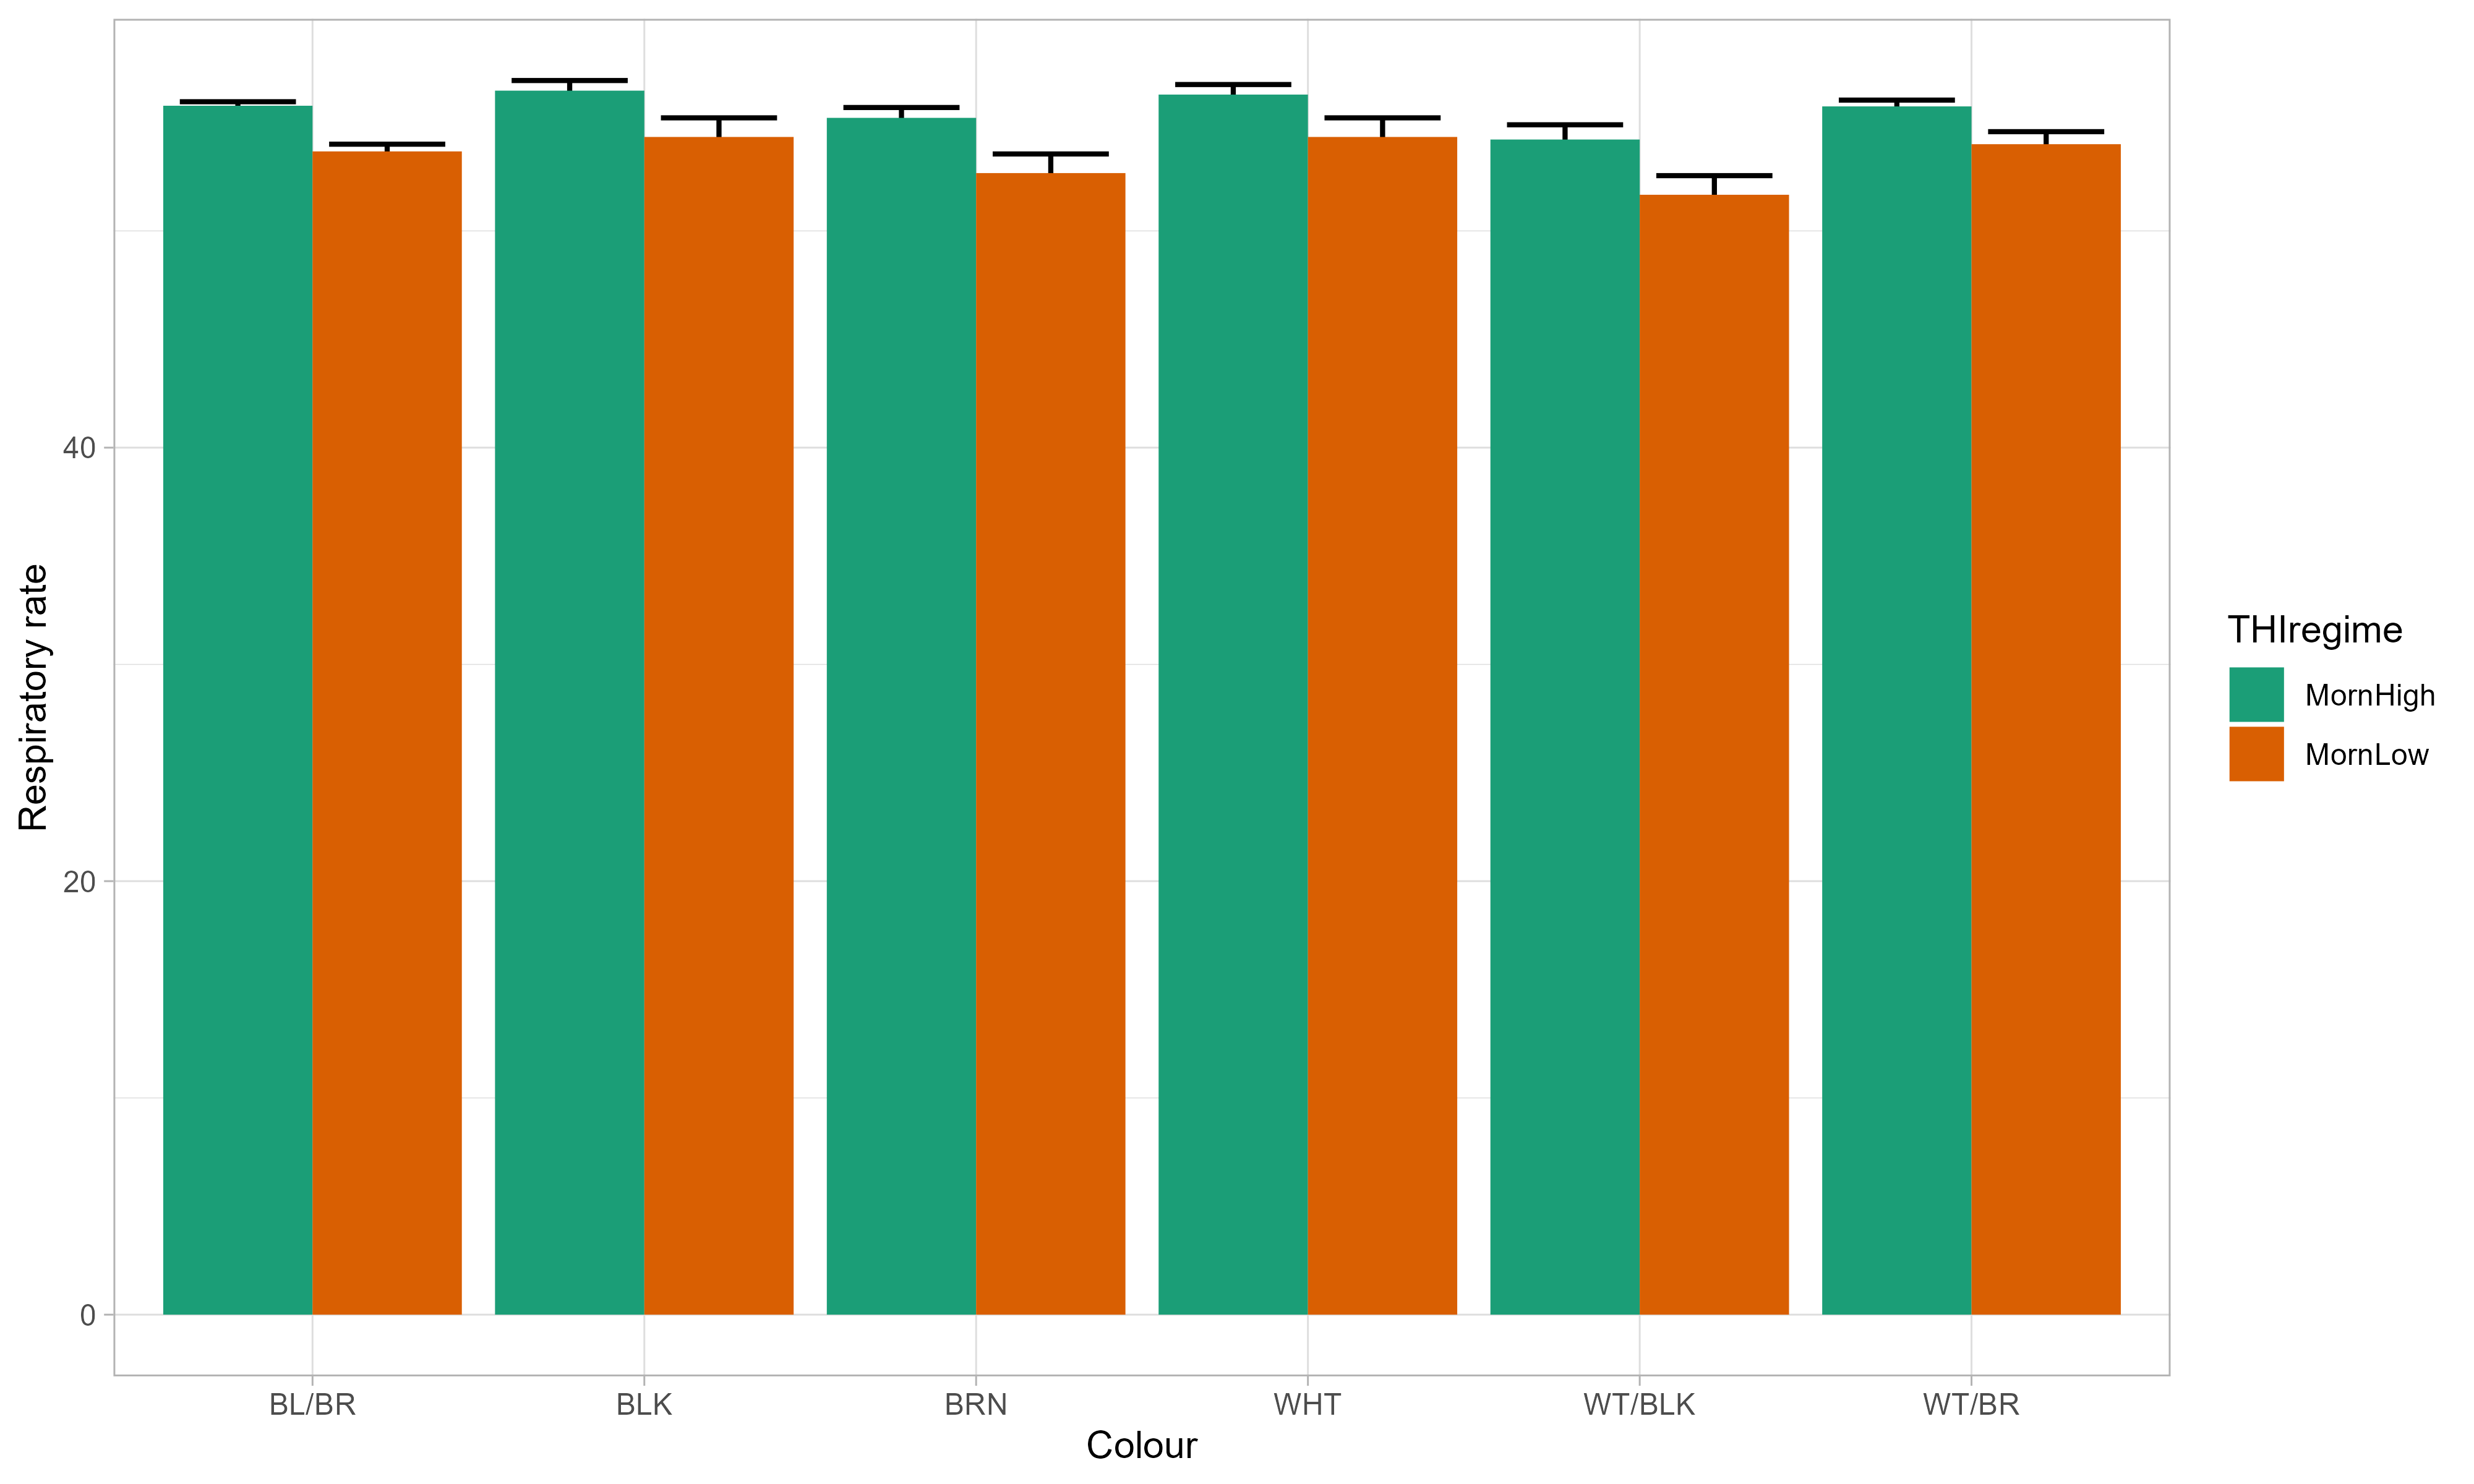 Respiratory rate
40
20
0
BL/BR BLK BRN WHT WT/BLK WT/BR
Colour
THIregime
MornHigh
MornLow